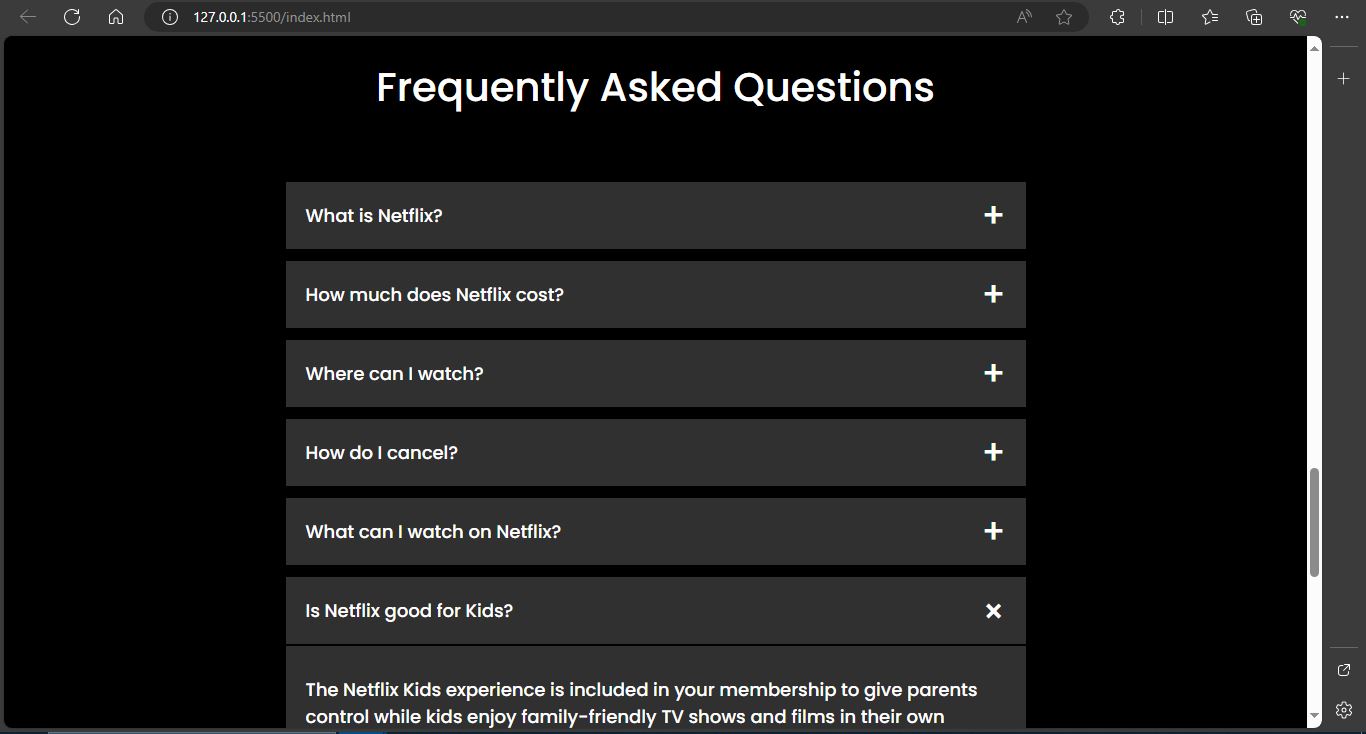 127.0.0.1:5500/index.html
Frequently Asked Questions
What is Netflix?
How much does Netflix cost?
Where can I watch?
How do I cancel?
What can I watch on Netflix?
Is Netflix good for Kids?
The Netflix Kids experience is included in your membership to give parents
control while kids enjoy family-friendly TV shows and films in their own